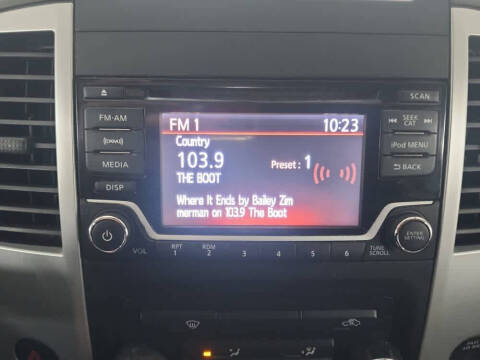 SCAN
FM·AM
MEDIA
DISP
FM 1 10:23
Country
103.9
Preset : 1
THE BOOT
Where It Ends by Bailey Zim
merman on 103.9 The Boot
SEEK
CAT
iPod MENU
BACK
VOL
RPT
1
RDM
2
3
4
5
6
TUNE
SCROLL
ENTER
SETTING